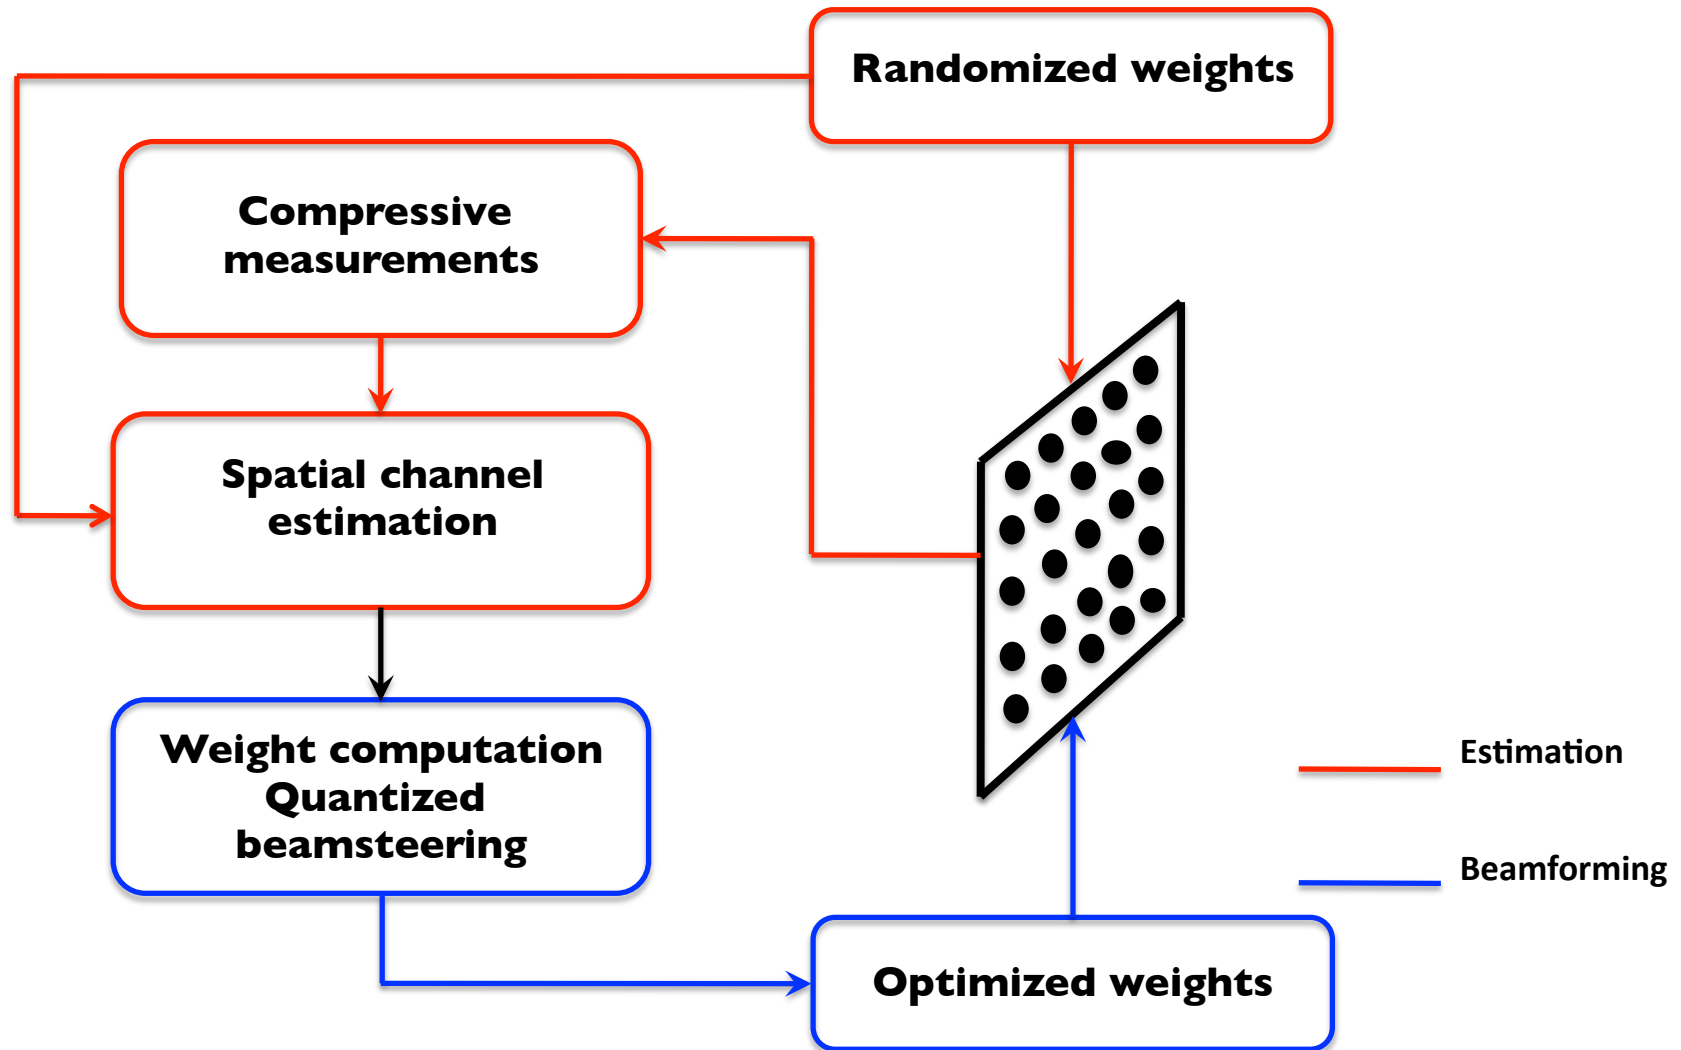 Randomized weights
Compressive
measurements
Spatial channel
estimation
Weight computation
Quantized
beamsteering
Estimation
Beamforming
Optimized weights